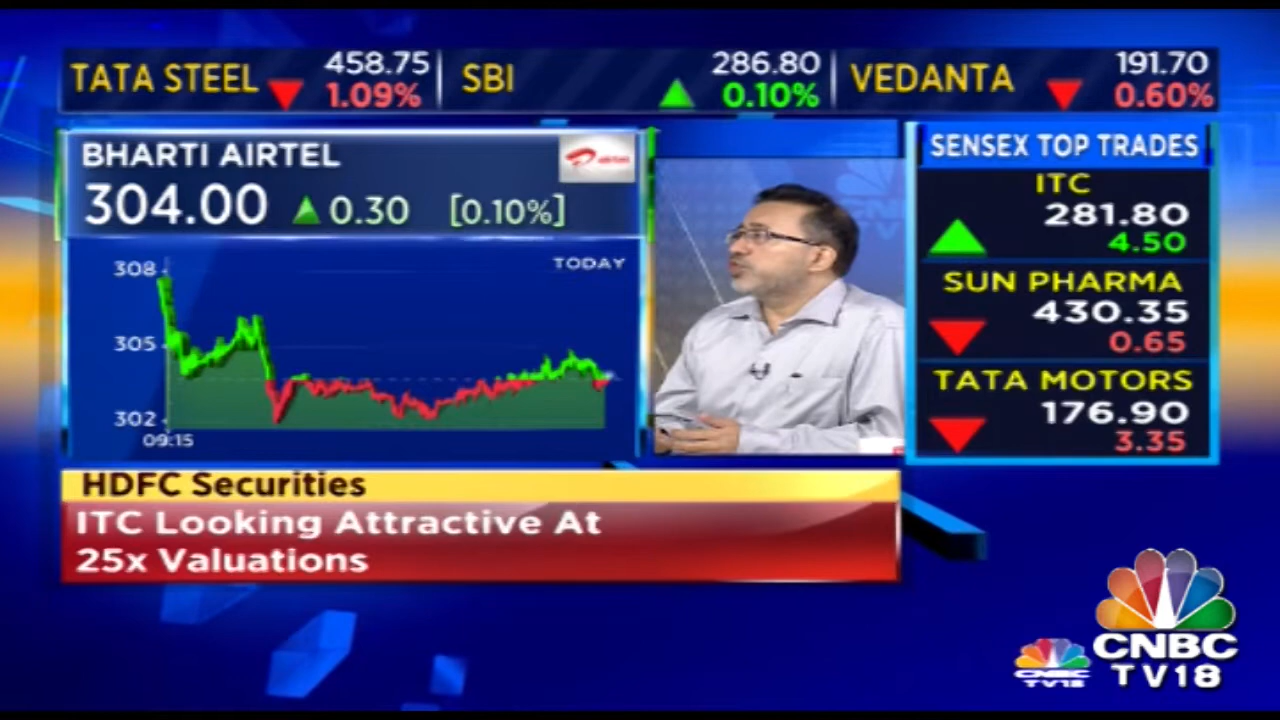 TATA STEEL 458.75 1.09%
SBI 286.80 0.10%
VEDANTA 191.70 0.60%
BHARTI AIRTEL
airtel
304.00 0.30 [0.10%]
TODAY
308
305
302
09:15
SENSEX TOP TRADES
ITC
281.80
4.50
SUN PHARMA
430.35
0.65
TATA MOTORS
176.90
3.35
HDFC Securities
ITC Looking Attractive At
25x Valuations
CNBC
TV18
CNBC
TV18